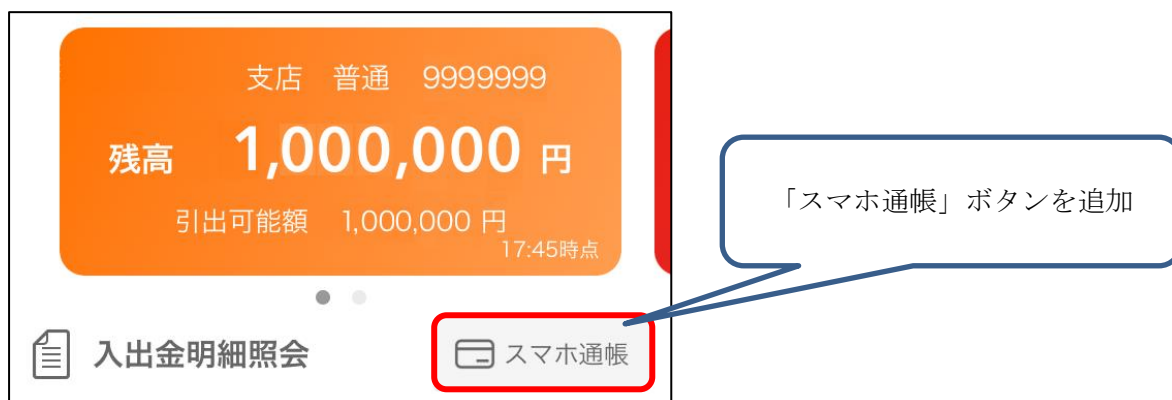 支店 普通 9999999
残高 1,000,000 円
引出可能額 1,000,000 円
17:45時点
「スマホ通帳」ボタンを追加
入出金明細照会 スマホ通帳